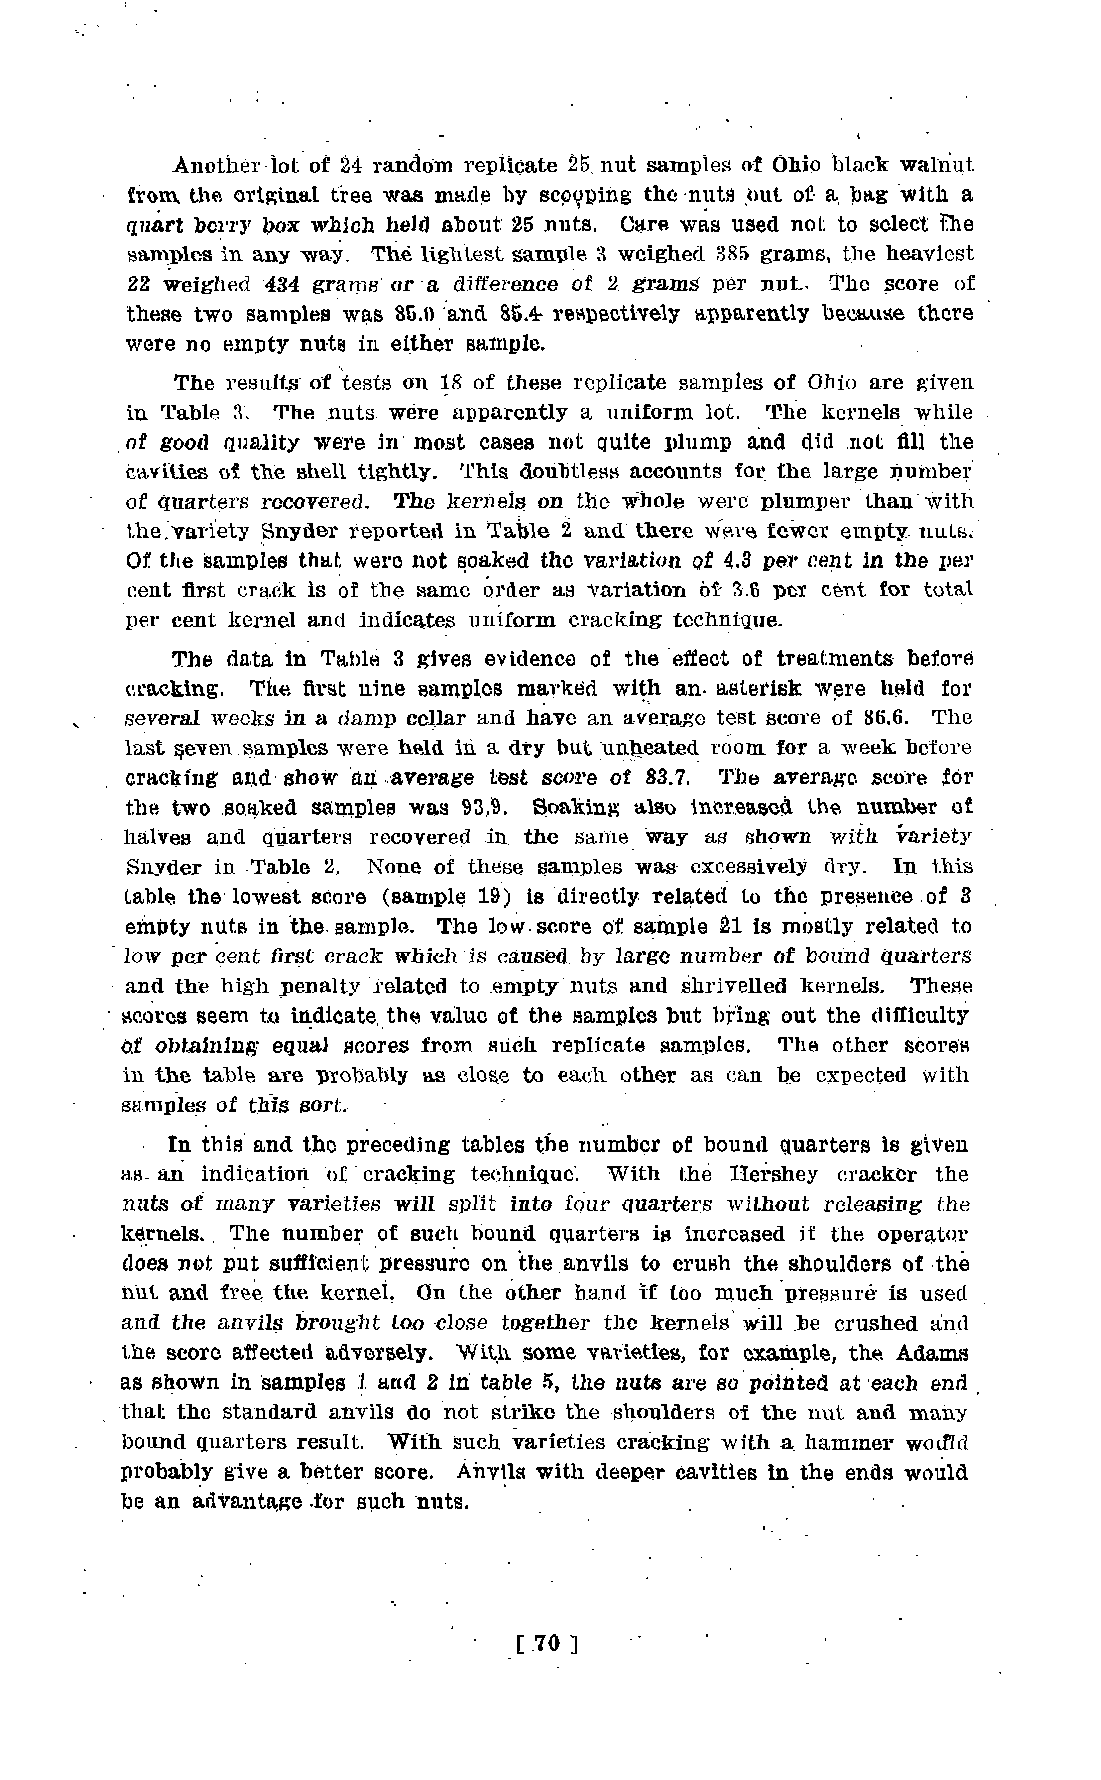 Another lot of 24 random replicate 25 nut samples of Ohio black walnut
from the original tree was made by scooping the nuts out of a bag with a
quart berry box which held about 25 nuts. Care was used not to select the
samples in any way. The lightest sample 3 weighed 385 grams, the heaviest
22 weighed 434 grams or a difference of 2 grams per nut. The score of
these two samples was 85.0 and 85.4 respectively apparently because there
were no empty nuts in either sample.
The results of tests on 18 of these replicate samples of Ohio are given
in Table 3. The nuts were apparently a uniform lot. The kernels while
of good quality were in most cases not quite plump and did not fill the
cavities of the shell tightly. This doubtless accounts for the large number
of quarters recovered. The kernels on the whole were plumper than with
the variety Snyder reported in Table 2 and there were fewer empty nuts.
Of the samples that were not soaked the variation of 4.3 per cent in the per
cent first crack is of the same order as variation of 3.6 per cent for total
per cent kernel and indicates uniform cracking technique.
The data in Table 3 gives evidence of the effect of treatments before
cracking. The first nine samples marked with an asterisk were held for
several weeks in a damp cellar and have an average test score of 86.6. The
last seven samples were held in a dry but unheated room for a week before
cracking and show an average test score of 83.7. The average score for
the two soaked samples was 93.9. Soaking also increased the number of
halves and quarters recovered in the same way as shown with variety
Snyder in Table 2. None of these samples was excessively dry. In this
table the lowest score (sample 19) is directly related to the presence of 3
empty nuts in the sample. The low score of sample 21 is mostly related to
low per cent first crack which is caused by large number of bound quarters
and the high penalty related to empty nuts and shrivelled kernels. These
scores seem to indicate the value of the samples but bring out the difficulty
of obtaining equal scores from such replicate samples. The other scores
in the table are probably as close to each other as can be expected with
samples of this sort.
In this and the preceding tables the number of bound quarters is given
as an indication of cracking technique. With the Hershey cracker the
nuts of many varieties will split into four quarters without releasing the
kernels. The number of such bound quarters is increased if the operator
does not put sufficient pressure on the anvils to crush the shoulders of the
nut and free the kernel. On the other hand if too much pressure is used
and the anvils brought too close together the kernels will be crushed and
the score affected adversely. With some varieties, for example, the Adams
as shown in samples 1 and 2 in table 5, the nuts are so pointed at each end
that the standard anvils do not strike the shoulders of the nut and many
bound quarters result. With such varieties cracking with a hammer would
probably give a better score. Anvils with deeper cavities in the ends would
be an advantage for such nuts.
[ 70 ]